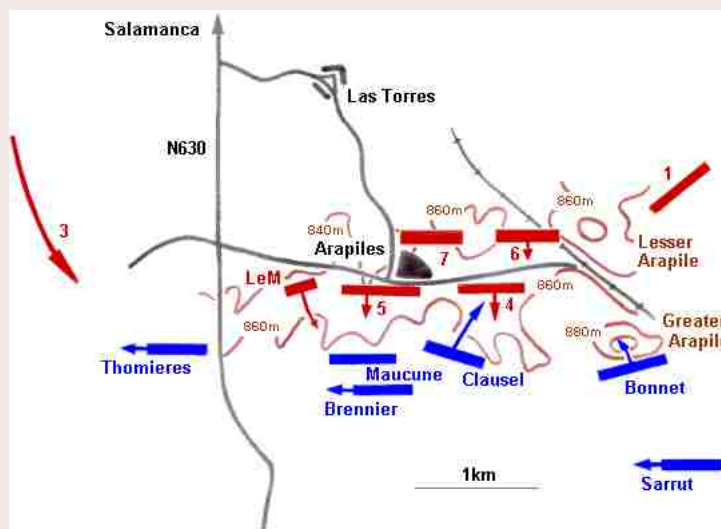 Salamanca
Las Torres
N630
3
1
860m
860m
840m
Arapiles
7
6
Lesser
Arapile
LeM
5
4
860m
860m
880m
Greater
Arapile
Thomieres
Maucune
Clausel
Bonnet
Brennier
1km
Sarrut